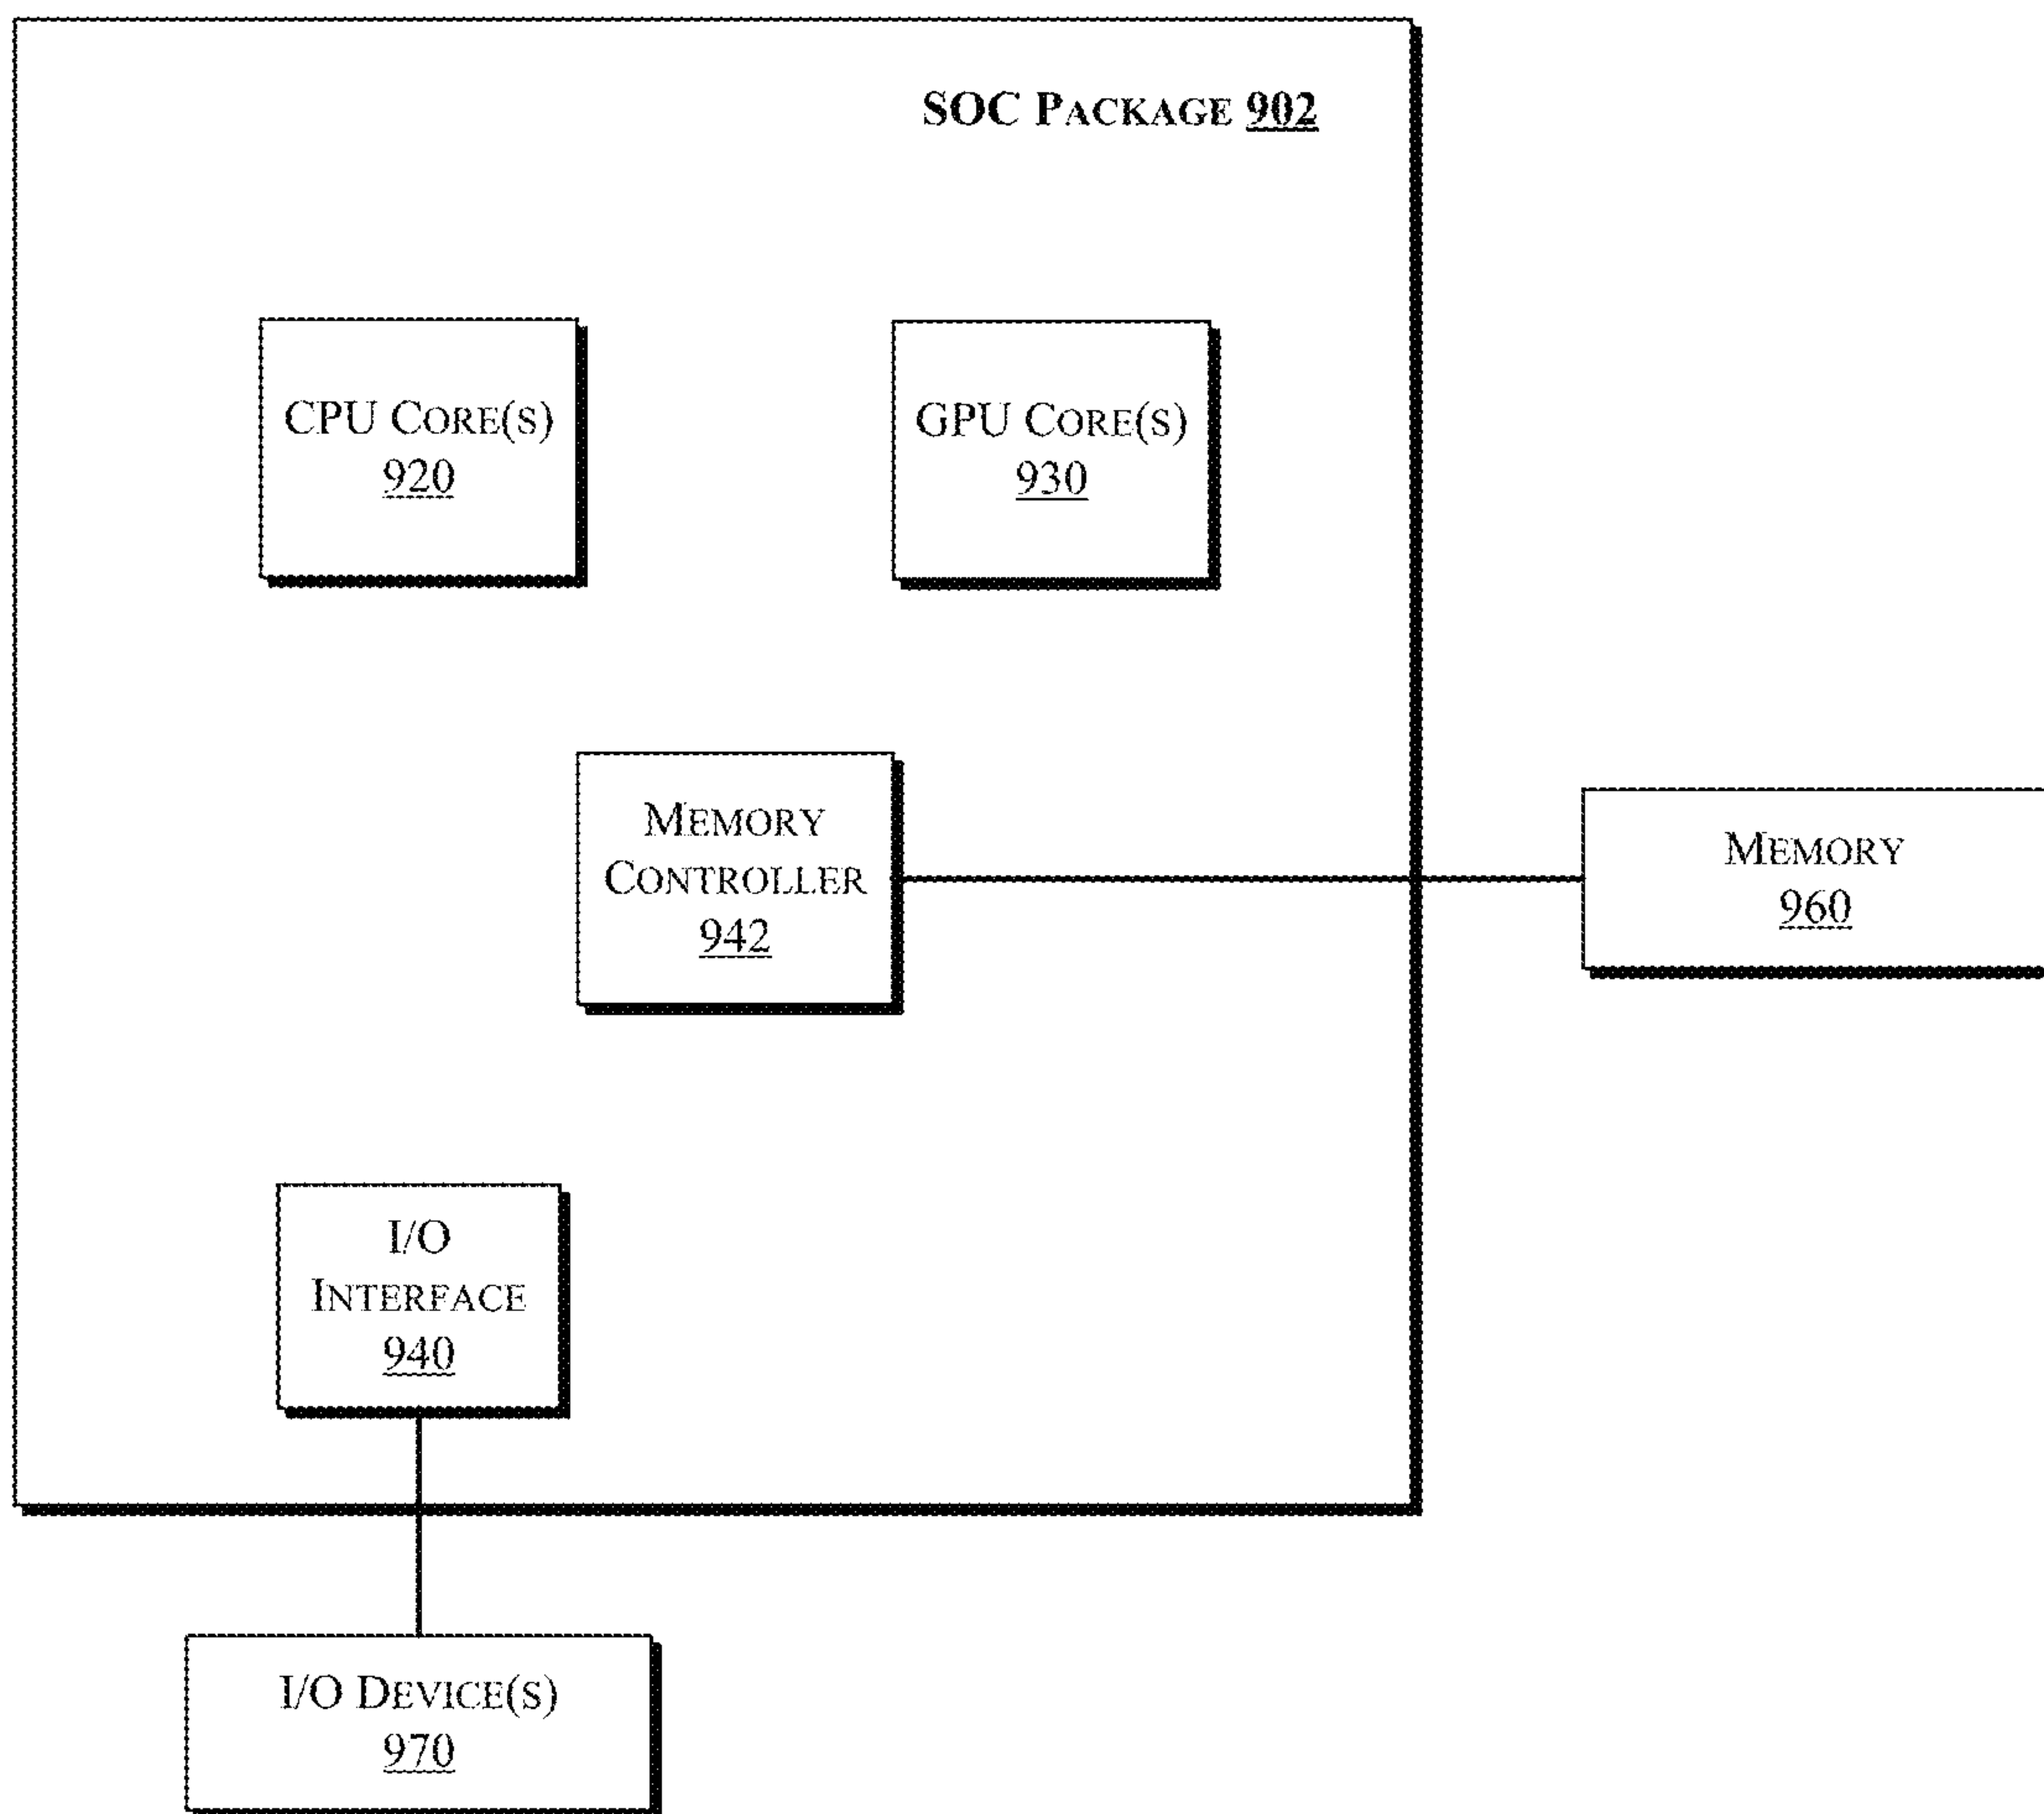 SOC PACKAGE 902
CPU CORE(S)
920
GPU CORE(S)
930
MEMORY
CONTROLLER
942
MEMORY
960
I/O
INTERFACE
940
I/O DEVICE(S)
970